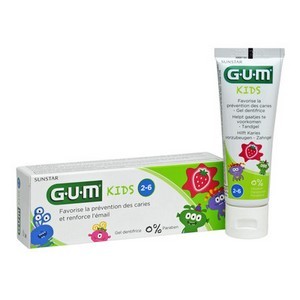 SUNSTAR
G·U·M KIDS 2-6
Favorise la prévention des caries
et renforce l'émail
Gel dentifrice 0% Paraben
G·U·M
KIDS
Favorise la
prévention des caries
- Gel dentifrice
Helpt gaatjes te
voorkomen
- Tandgel
Hilft Karies
vorzubeugen - Zahngel
2-6
0%